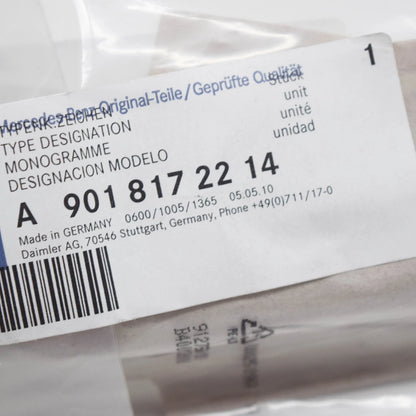 Mercedes-Benz Original-Teile/Geprüfte Qualität
1
TYPENK.ZEICHEN
Stück
TYPE DESIGNATION
unit
MONOGRAMME
unité
DESIGNACION MODELO
unidad
A 901 817 22 14
Made in GERMANY 0600/1005/1365 05.05.10
Daimler AG, 70546 Stuttgart, Germany, Phone +49(0)711/17-0